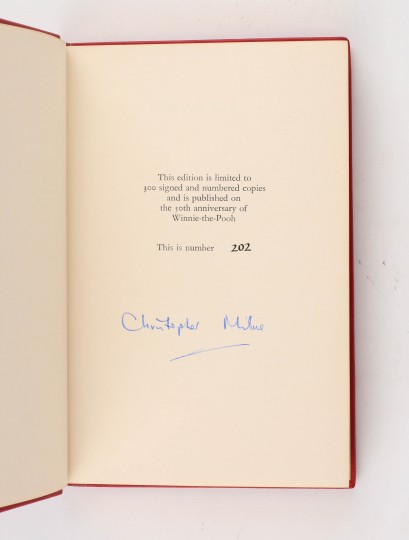 This edition is limited to
300 signed and numbered copies
and is published on
the 50th anniversary of
Winnie-the-Pooh
This is number 202
Christopher Milne